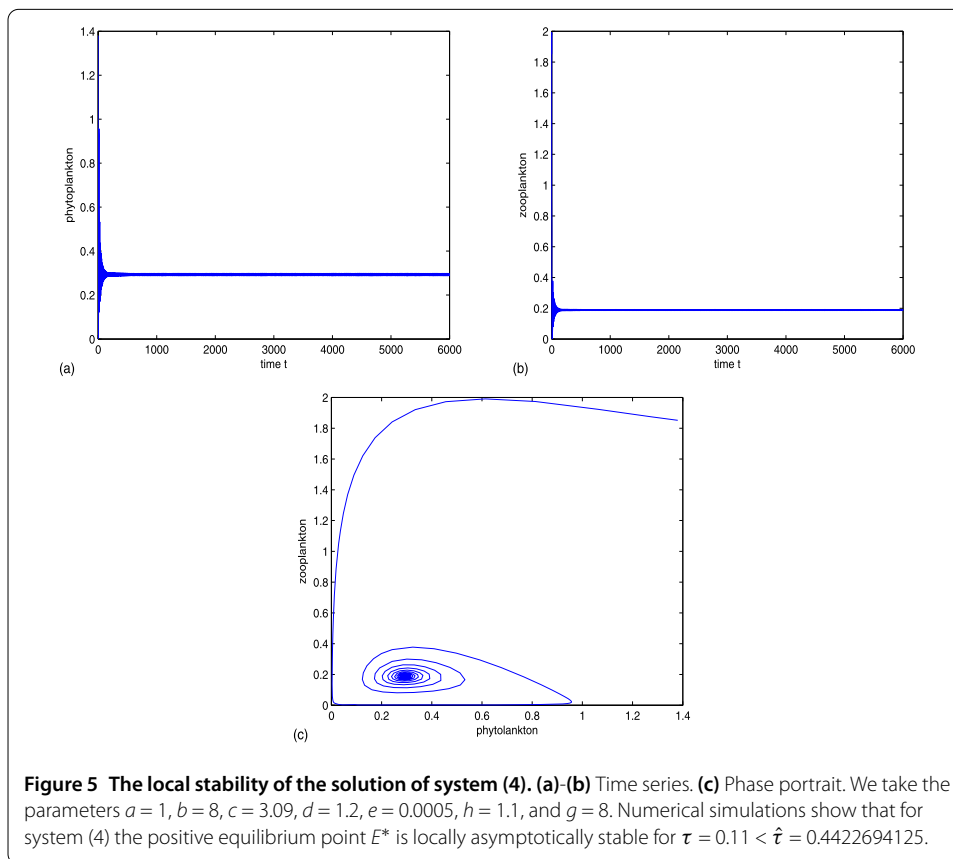 1.4
1.2
1
0.8
0.6
0.4
0.2
0
phytoplankton
0 1000 2000 3000 4000 5000 6000
time t
(a)
2
1.8
1.6
1.4
1.2
1
0.8
0.6
0.4
0.2
0
zooplankton
0 1000 2000 3000 4000 5000 6000
time t
(b)
2
1.8
1.6
1.4
1.2
1
0.8
0.6
0.4
0.2
0
zooplankton
0 0.2 0.4 0.6 0.8 1 1.2 1.4
phytolankton
(c)
Figure 5 The local stability of the solution of system (4). (a)-(b) Time series. (c) Phase portrait. We take the
parameters a = 1, b = 8, c = 3.09, d = 1.2, e = 0.0005, h = 1.1, and g = 8. Numerical simulations show that for
system (4) the positive equilibrium point E* is locally asymptotically stable for τ = 0.11 < τ̂ = 0.4422694125.